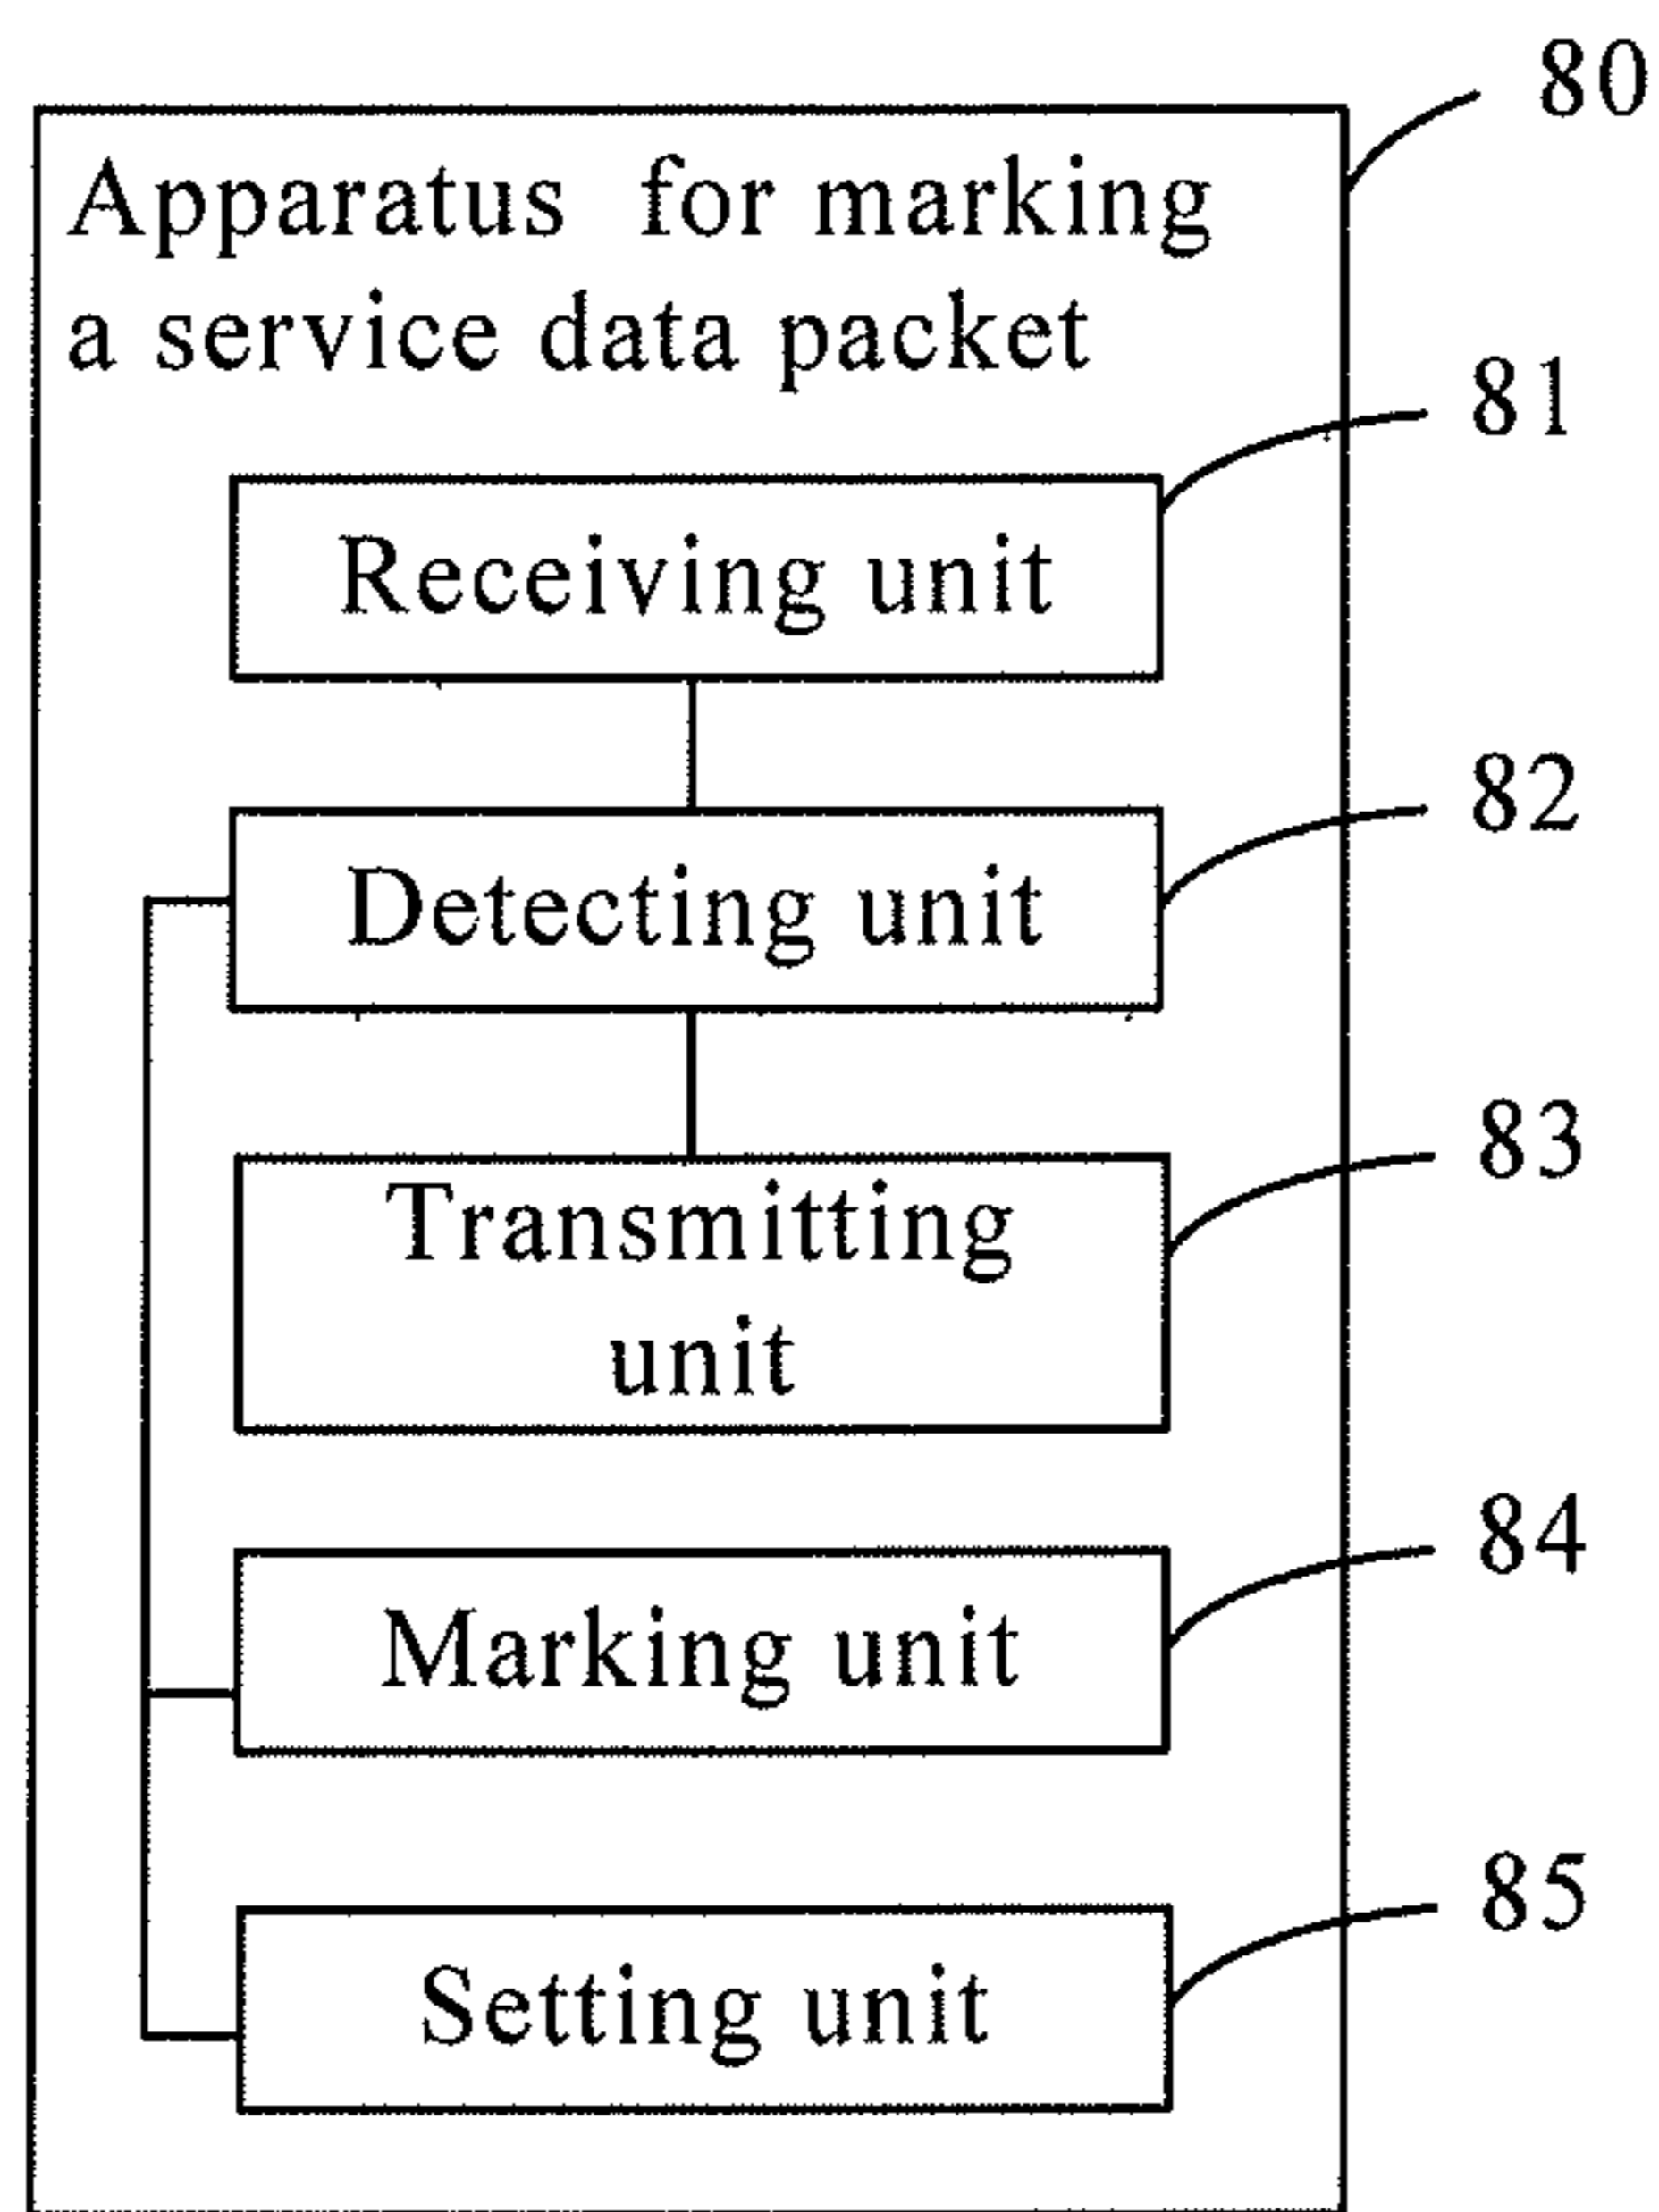 80
Apparatus for marking
a service data packet
81
Receiving unit
82
Detecting unit
83
Transmitting
unit
84
Marking unit
85
Setting unit